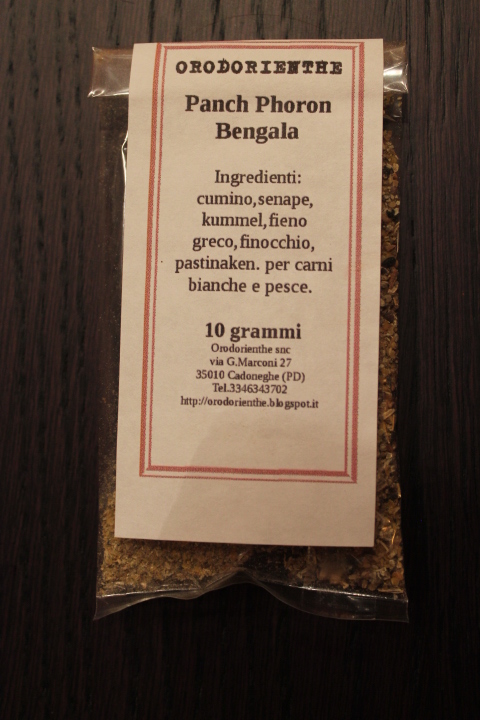 ORODORIENTHE
Panch Phoron
Bengala
Ingredienti:
cumino,senape,
kummel,fieno
greco,finocchio,
pastinaken. per carni
bianche e pesce.
10 grammi
Orodorienthe snc
via G.Marconi 27
35010 Cadoneghe (PD)
Tel.3346343702
http://orodorienthe.blogspot.it